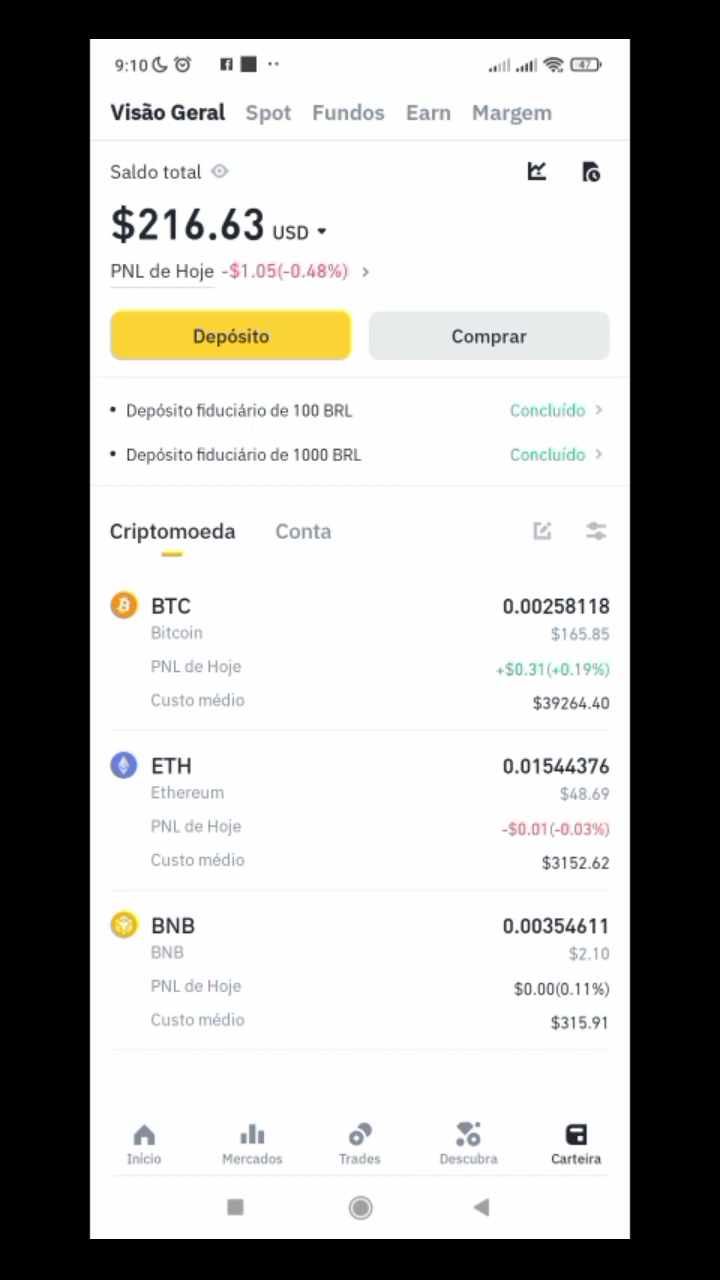 9:10
47
Visão Geral Spot Fundos Earn Margem
Saldo total
$216.63 USD
PNL de Hoje -$1.05(-0.48%)
Depósito Comprar
Depósito fiduciário de 100 BRL Concluído
Depósito fiduciário de 1000 BRL Concluído
Criptomoeda Conta
BTC 0.00258118
Bitcoin $165.85
PNL de Hoje +$0.31(+0.19%)
Custo médio $39264.40
ETH 0.01544376
Ethereum $48.69
PNL de Hoje -$0.01(-0.03%)
Custo médio $3152.62
BNB 0.00354611
BNB $2.10
PNL de Hoje $0.00(0.11%)
Custo médio $315.91
Início Mercados Trades Descubra Carteira